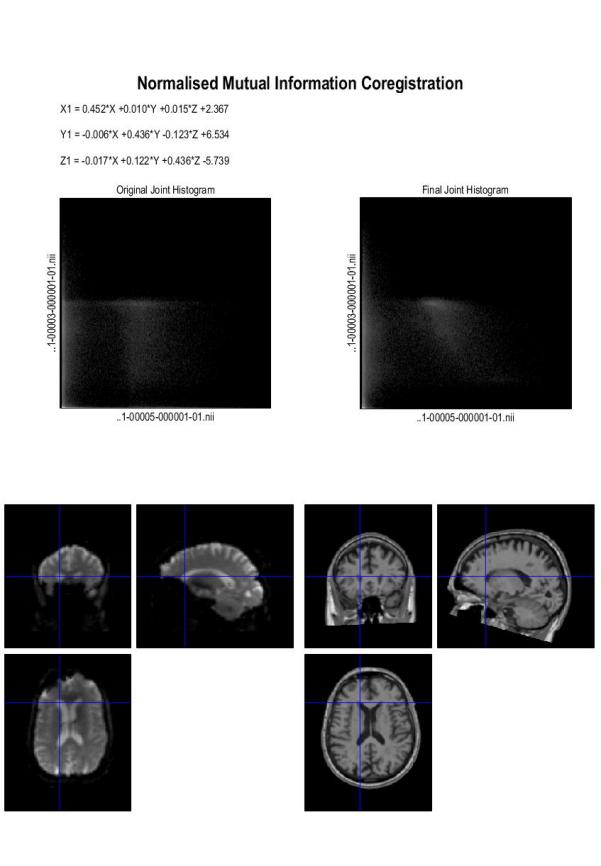 Normalised Mutual Information Coregistration
X1 = 0.452*X +0.010*Y +0.015*Z +2.367
Y1 = -0.006*X +0.436*Y -0.123*Z +6.534
Z1 = -0.017*X +0.122*Y +0.436*Z -5.739
Original Joint Histogram
..1-00003-000001-01.nii
..1-00005-000001-01.nii
Final Joint Histogram
..1-00003-000001-01.nii
..1-00005-000001-01.nii